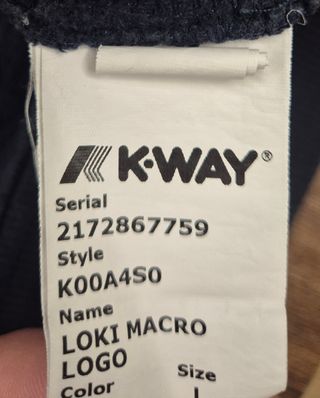 K·WAY®
Serial
2172867759
Style
K00A4S0
Name
LOKI MACRO
LOGO
Size
Color